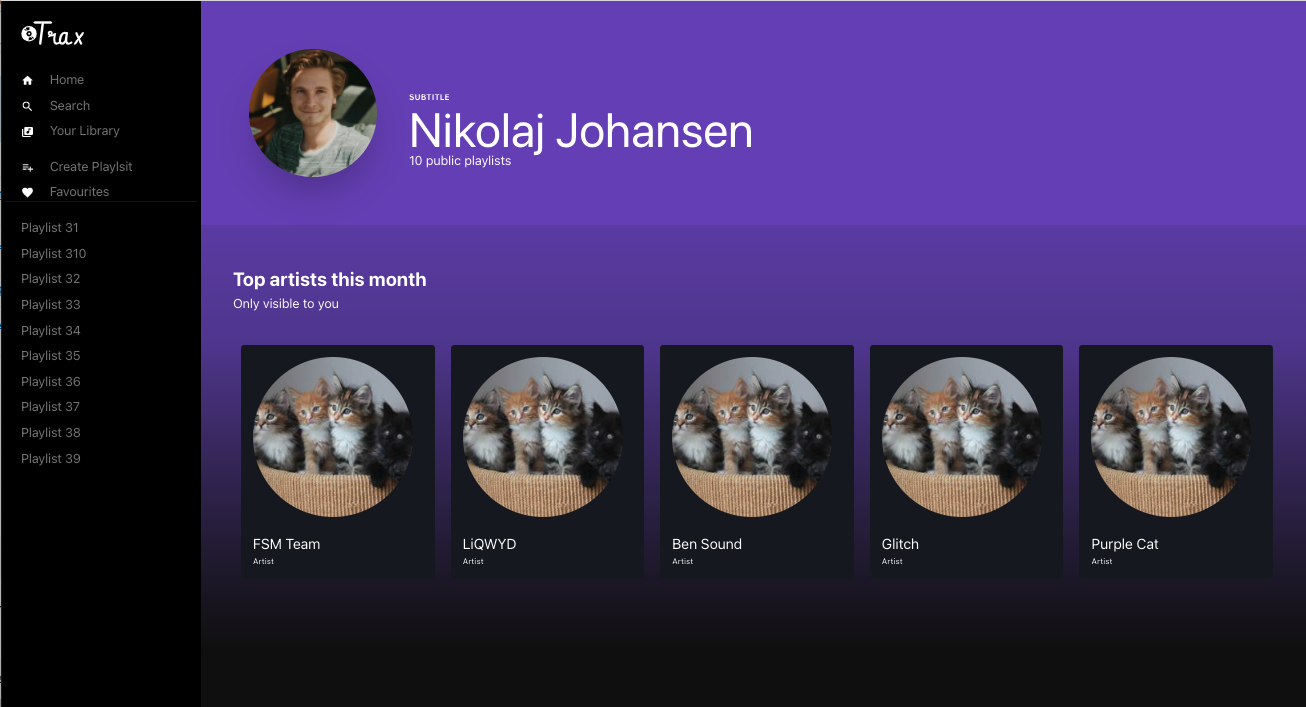 Trax
Home
Search
Your Library
Create Playlsit
Favourites
Playlist 31
Playlist 310
Playlist 32
Playlist 33
Playlist 34
Playlist 35
Playlist 36
Playlist 37
Playlist 38
Playlist 39
SUBTITLE
Nikolaj Johansen
10 public playlists
Top artists this month
Only visible to you
FSM Team
Artist
LiQWYD
Artist
Ben Sound
Artist
Glitch
Artist
Purple Cat
Artist